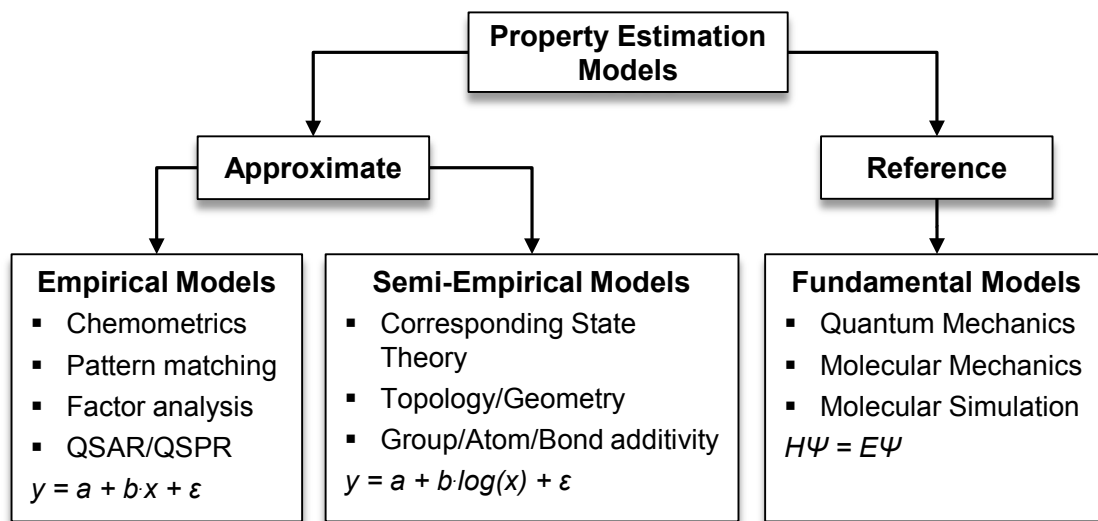 Property Estimation
Models
Approximate
Reference
Empirical Models
▪ Chemometrics
▪ Pattern matching
▪ Factor analysis
▪ QSAR/QSPR
y = a + b·x + ε
Semi-Empirical Models
▪ Corresponding State
Theory
▪ Topology/Geometry
▪ Group/Atom/Bond additivity
y = a + b·log(x) + ε
Fundamental Models
▪ Quantum Mechanics
▪ Molecular Mechanics
▪ Molecular Simulation
HΨ = EΨ